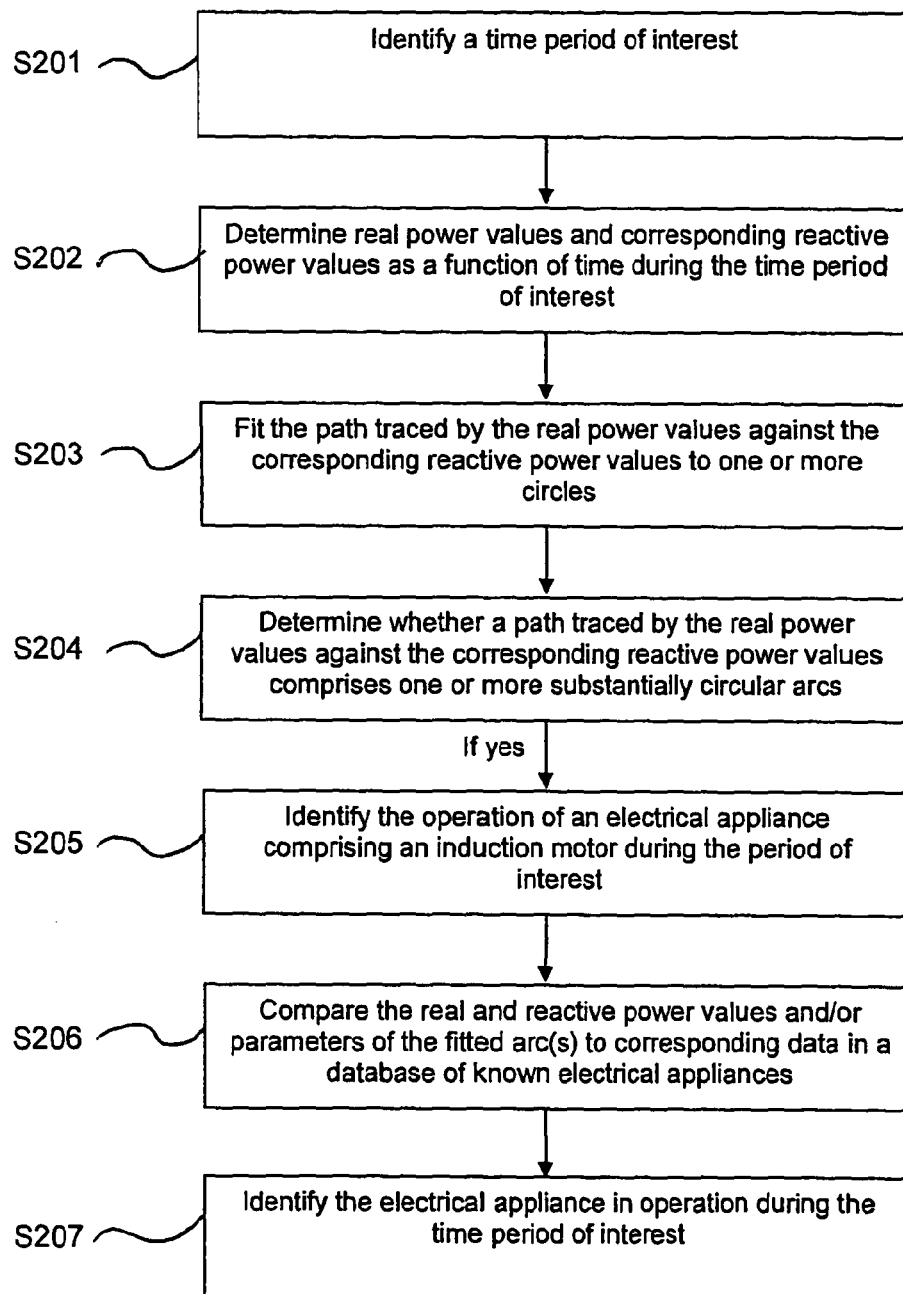 S201
Identify a time period of interest
S202
Determine real power values and corresponding reactive
power values as a function of time during the time period
of interest
S203
Fit the path traced by the real power values against the
corresponding reactive power values to one or more
circles
S204
Determine whether a path traced by the real power
values against the corresponding reactive power values
comprises one or more substantially circular arcs
If yes
S205
Identify the operation of an electrical appliance
comprising an induction motor during the period of
interest
S206
Compare the real and reactive power values and/or
parameters of the fitted arc(s) to corresponding data in a
database of known electrical appliances
S207
Identify the electrical appliance in operation during the
time period of interest